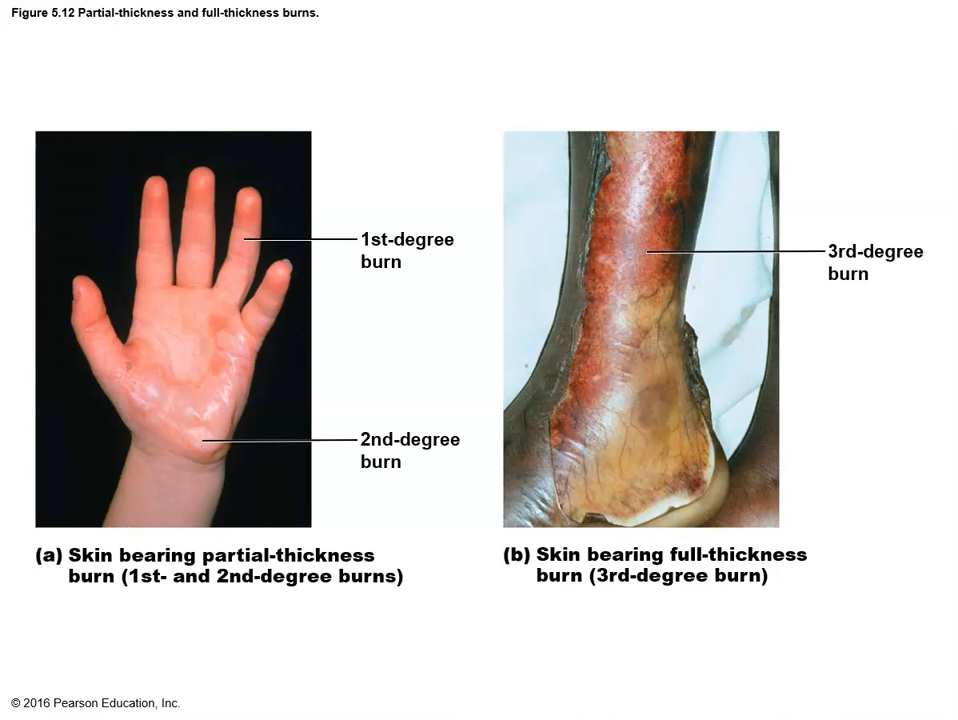 Figure 5.12 Partial-thickness and full-thickness burns.
1st-degree
burn
2nd-degree
burn
3rd-degree
burn
(a) Skin bearing partial-thickness
burn (1st- and 2nd-degree burns)
(b) Skin bearing full-thickness
burn (3rd-degree burn)
© 2016 Pearson Education, Inc.